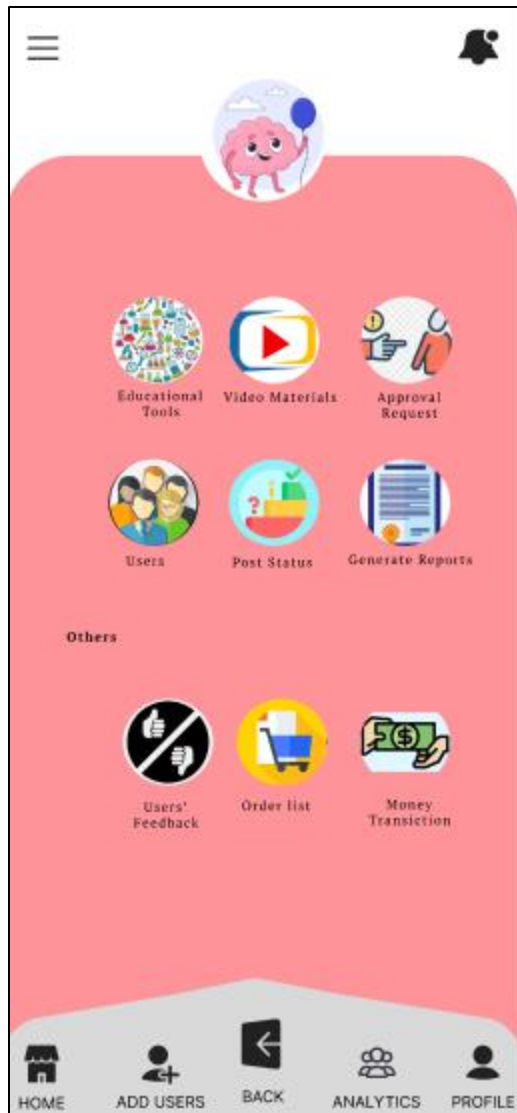 Educational
Tools
Video Materials
Approval
Request
Users
Post Status
Generate Reports
Others
Users'
Feedback
Order list
Money
Transiction
HOME
ADD USERS
BACK
ANALYTICS
PROFILE